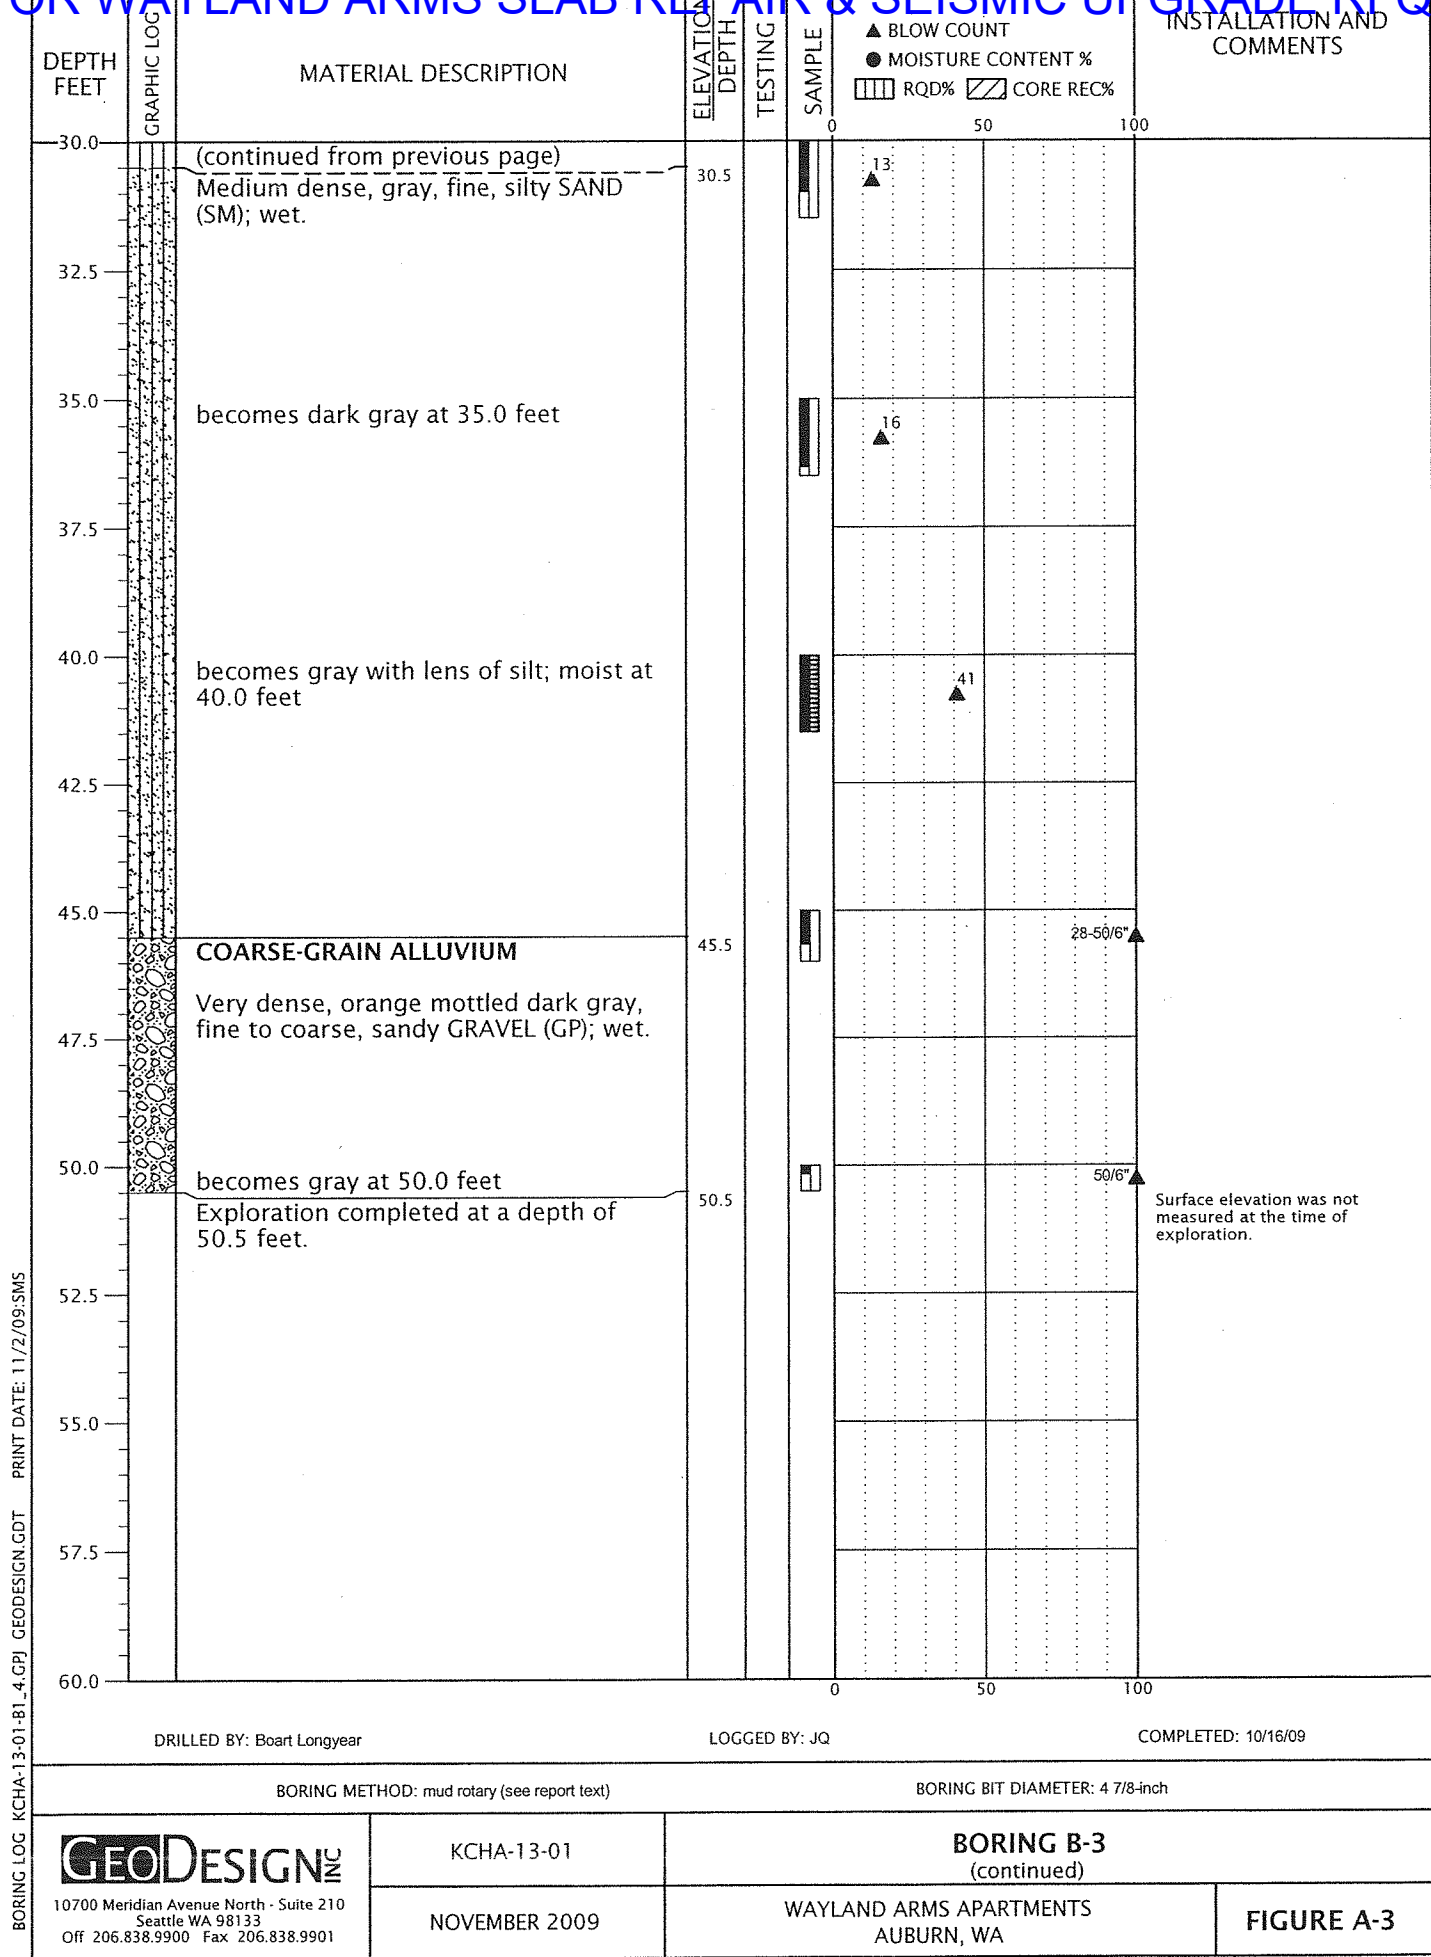 OR WAYLAND ARMS SLAB REPAIR & SEISMIC UPGRADE RFQ
DEPTH
FEET
GRAPHIC LOG
MATERIAL DESCRIPTION
ELEVATION
DEPTH
TESTING
SAMPLE
▲ BLOW COUNT
● MOISTURE CONTENT %
RQD% CORE REC%
INSTALLATION AND
COMMENTS
0 50 100
30.0
(continued from previous page)
30.5
13
Medium dense, gray, fine, silty SAND
(SM); wet.
32.5
35.0
becomes dark gray at 35.0 feet
16
37.5
40.0
becomes gray with lens of silt; moist at
40.0 feet
41
42.5
45.0
28-50/6"
COARSE-GRAIN ALLUVIUM
45.5
Very dense, orange mottled dark gray,
fine to coarse, sandy GRAVEL (GP); wet.
47.5
50.0
becomes gray at 50.0 feet
50/6"
50.5
Exploration completed at a depth of
50.5 feet.
Surface elevation was not
measured at the time of
exploration.
52.5
55.0
57.5
60.0
0 50 100
DRILLED BY: Boart Longyear
LOGGED BY: JQ
COMPLETED: 10/16/09
BORING METHOD: mud rotary (see report text)
BORING BIT DIAMETER: 4 7/8-inch
GEODESIGN INC
10700 Meridian Avenue North - Suite 210
Seattle WA 98133
Off 206.838.9900 Fax 206.838.9901
KCHA-13-01
NOVEMBER 2009
BORING B-3
(continued)
WAYLAND ARMS APARTMENTS
AUBURN, WA
FIGURE A-3
BORING LOG KCHA-13-01-B1_4.GPJ GEODESIGN.GDT PRINT DATE: 11/2/09:SMS